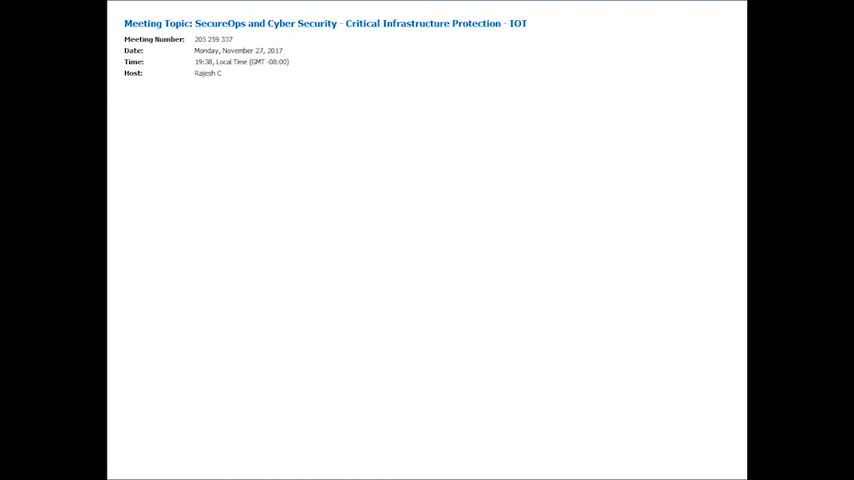 Meeting Topic: SecureOps and Cyber Security - Critical Infrastructure Protection - IOT
Meeting Number: 205 259 337
Date: Monday, November 27, 2017
Time: 19:38, Local Time (GMT -08:00)
Host: Rajesh C